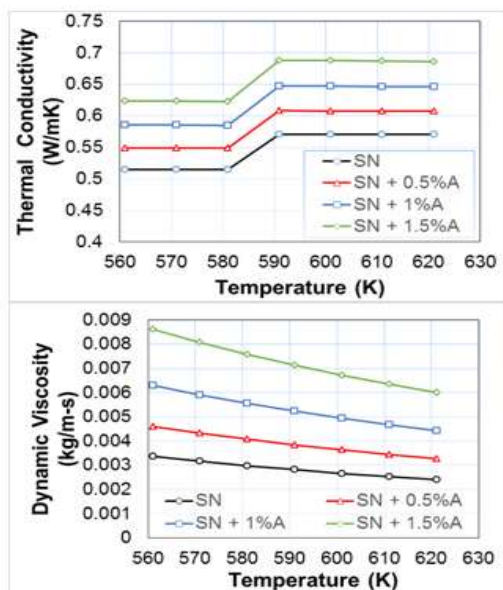 0.75
0.7
0.65
0.6
0.55
0.5
0.45
0.4
Thermal Conductivity
(W/mK)
SN
SN + 0.5%A
SN + 1%A
SN + 1.5%A
560 570 580 590 600 610 620 630
Temperature (K)
0.009
0.008
0.007
0.006
0.005
0.004
0.003
0.002
0.001
0
Dynamic Viscosity
(kg/m-s)
SN SN + 0.5%A
SN + 1%A SN + 1.5%A
560 570 580 590 600 610 620 630
Temperature (K)